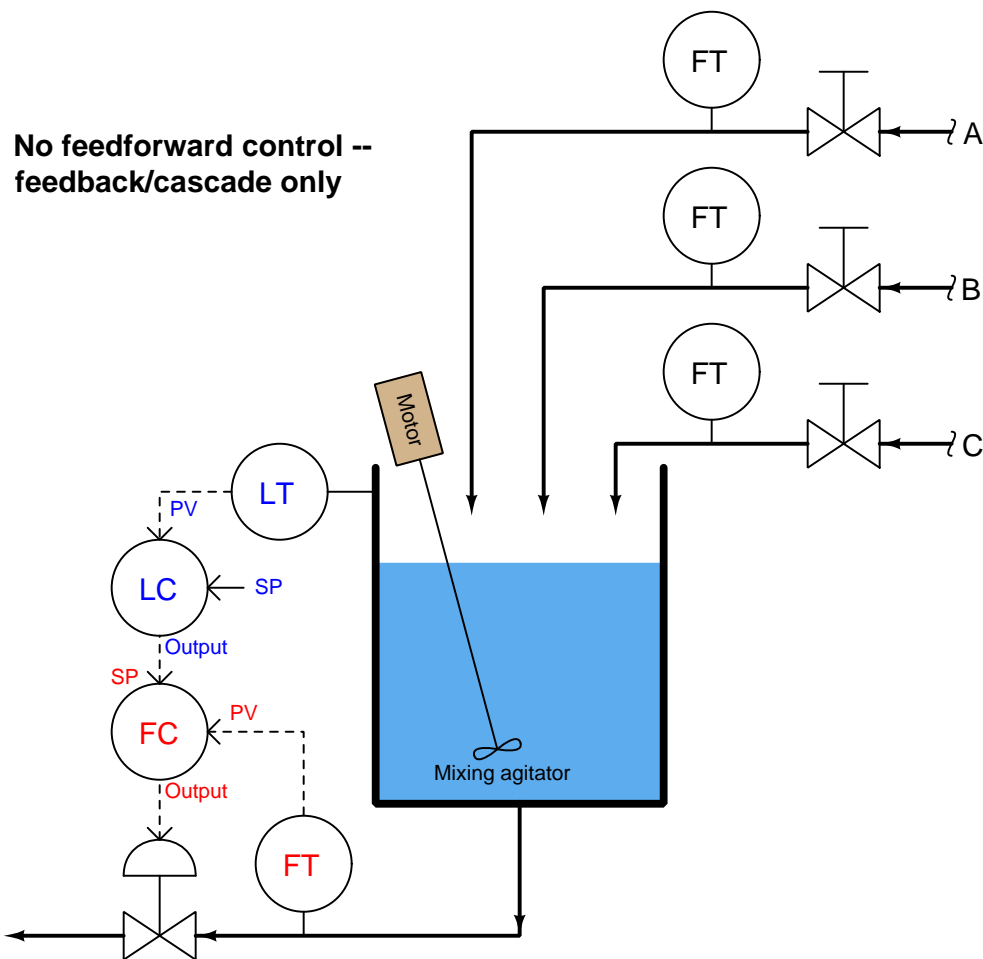 FT
A
No feedforward control --
feedback/cascade only
FT
B
FT
C
Motor
LT
PV
LC
SP
Output
SP
FC
PV
Mixing agitator
Output
FT